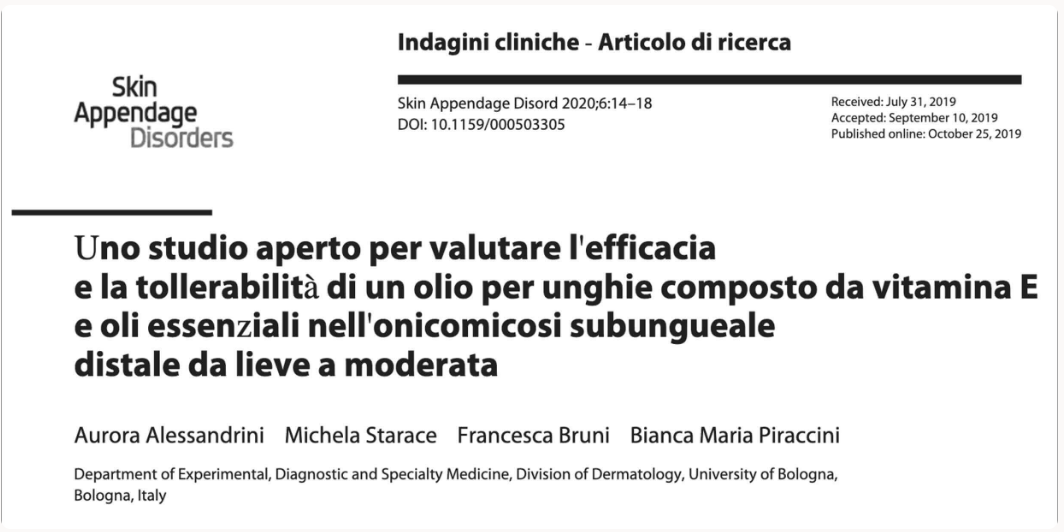 Indagini cliniche - Articolo di ricerca
Skin
Appendage
Disorders
Skin Appendage Disord 2020;6:14–18
DOI: 10.1159/000503305
Received: July 31, 2019
Accepted: September 10, 2019
Published online: October 25, 2019
Uno studio aperto per valutare l'efficacia
e la tollerabilità di un olio per unghie composto da vitamina E
e oli essenziali nell'onicomicosi subungueale
distale da lieve a moderata
Aurora Alessandrini Michela Starace Francesca Bruni Bianca Maria Piraccini
Department of Experimental, Diagnostic and Specialty Medicine, Division of Dermatology, University of Bologna,
Bologna, Italy